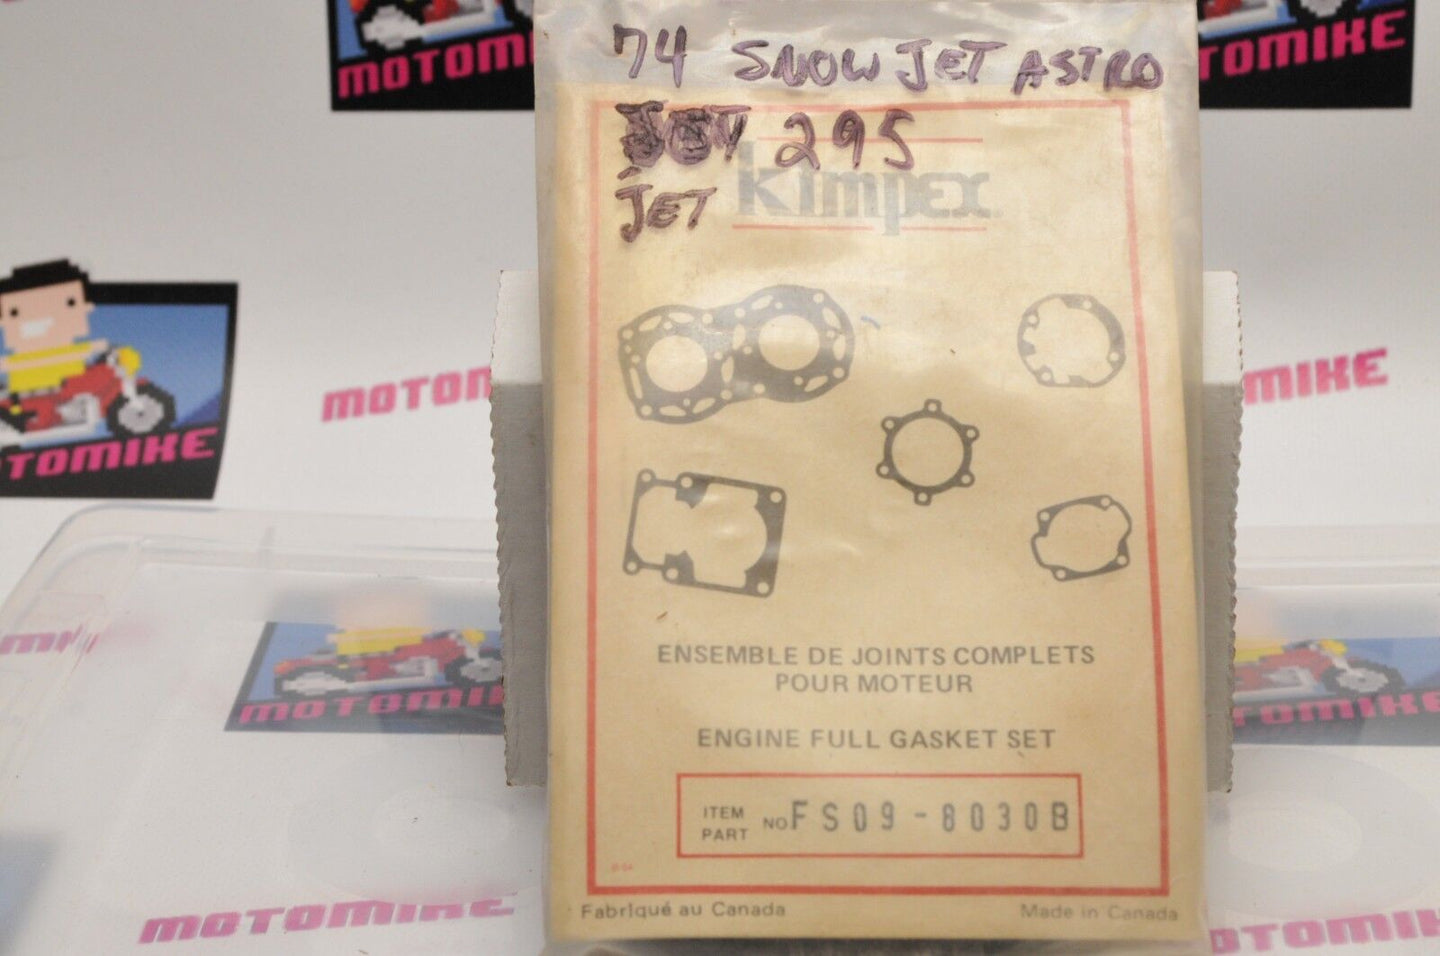 MOTOMIKE
74 SNOW JET ASTRO
295
JET
kimpex
MOTOMIKE
ENSEMBLE DE JOINTS COMPLETS
POUR MOTEUR
ENGINE FULL GASKET SET
ITEM
PART NO FS09-8030B
Fabriqué au Canada Made in Canada
MOTOMIKE